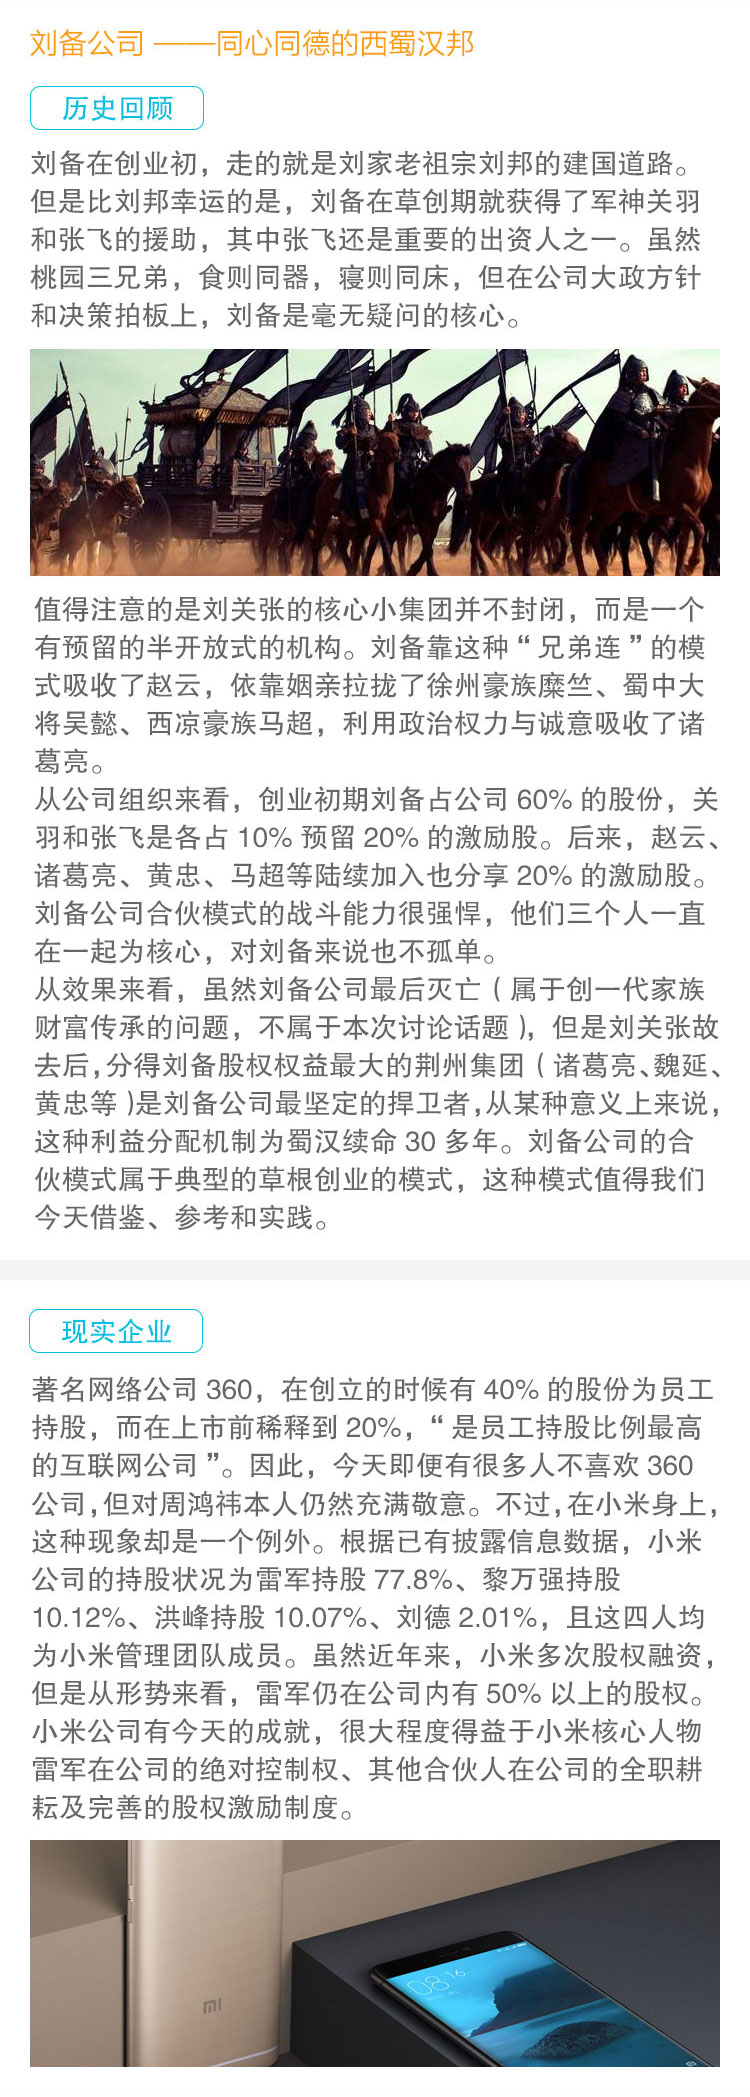 刘备公司 ——同心同德的西蜀汉邦
历史回顾
刘备在创业初，走的就是刘家老祖宗刘邦的建国道路。
但是比刘邦幸运的是，刘备在草创期就获得了军神关羽
和张飞的援助，其中张飞还是重要的出资人之一。虽然
桃园三兄弟，食则同器，寝则同床，但在公司大政方针
和决策拍板上，刘备是毫无疑问的核心。
值得注意的是刘关张的核心小集团并不封闭，而是一个
有预留的半开放式的机构。刘备靠这种“ 兄弟连 ”的模
式吸收了赵云，依靠姻亲拉拢了徐州豪族糜竺、蜀中大
将吴懿、西凉豪族马超，利用政治权力与诚意吸收了诸
葛亮。
从公司组织来看，创业初期刘备占公司 60% 的股份，关
羽和张飞是各占 10% 预留 20% 的激励股。后来，赵云、
诸葛亮、黄忠、马超等陆续加入也分享 20% 的激励股。
刘备公司合伙模式的战斗能力很强悍，他们三个人一直
在一起为核心，对刘备来说也不孤单。
从效果来看，虽然刘备公司最后灭亡（ 属于创一代家族
财富传承的问题，不属于本次讨论话题 ），但是刘关张故
去后，分得刘备股权权益最大的荆州集团（ 诸葛亮、魏延、
黄忠等 ）是刘备公司最坚定的捍卫者，从某种意义上来说，
这种利益分配机制为蜀汉续命 30 多年。刘备公司的合
伙模式属于典型的草根创业的模式，这种模式值得我们
今天借鉴、参考和实践。
现实企业
著名网络公司 360，在创立的时候有 40% 的股份为员工
持股，而在上市前稀释到 20%，“ 是员工持股比例最高
的互联网公司 ”。因此，今天即便有很多人不喜欢 360
公司，但对周鸿祎本人仍然充满敬意。不过，在小米身上，
这种现象却是一个例外。根据已有披露信息数据，小米
公司的持股状况为雷军持股 77.8%、黎万强持股
10.12%、洪峰持股 10.07%、刘德 2.01%，且这四人均
为小米管理团队成员。虽然近年来，小米多次股权融资，
但是从形势来看，雷军仍在公司内有 50% 以上的股权。
小米公司有今天的成就，很大程度得益于小米核心人物
雷军在公司的绝对控制权、其他合伙人在公司的全职耕
耘及完善的股权激励制度。
08:16
mi